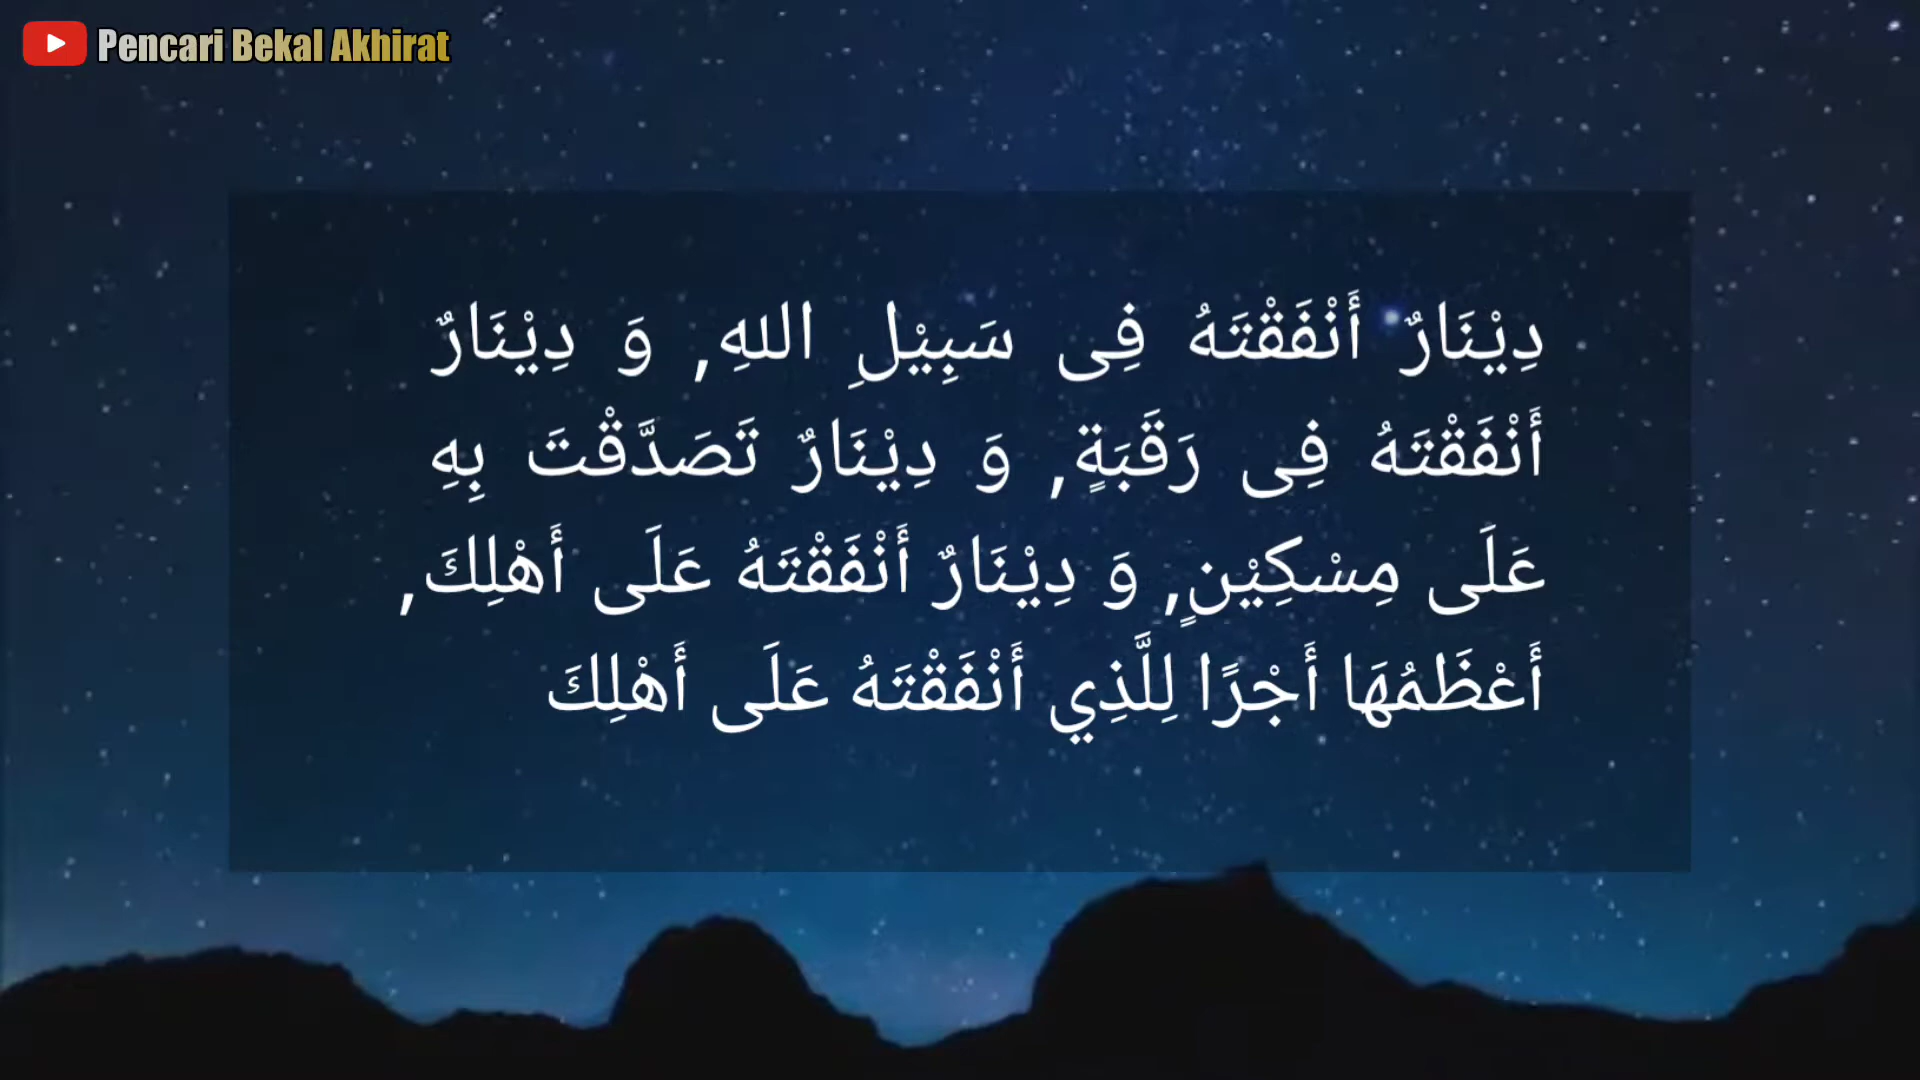 Pencari Bekal Akhirat
دِيْنَارٌ أَنْفَقْتَهُ فِى سَبِيْلِ اللهِ, وَ دِيْنَارٌ
أَنْفَقْتَهُ فِى رَقَبَةٍ, وَ دِيْنَارٌ تَصَدَّقْتَ بِهِ
عَلَى مِسْكِيْنٍ, وَ دِيْنَارٌ أَنْفَقْتَهُ عَلَى أَهْلِكَ,
أَعْظَمُهَا أَجْرًا لِلَّذِي أَنْفَقْتَهُ عَلَى أَهْلِكَ